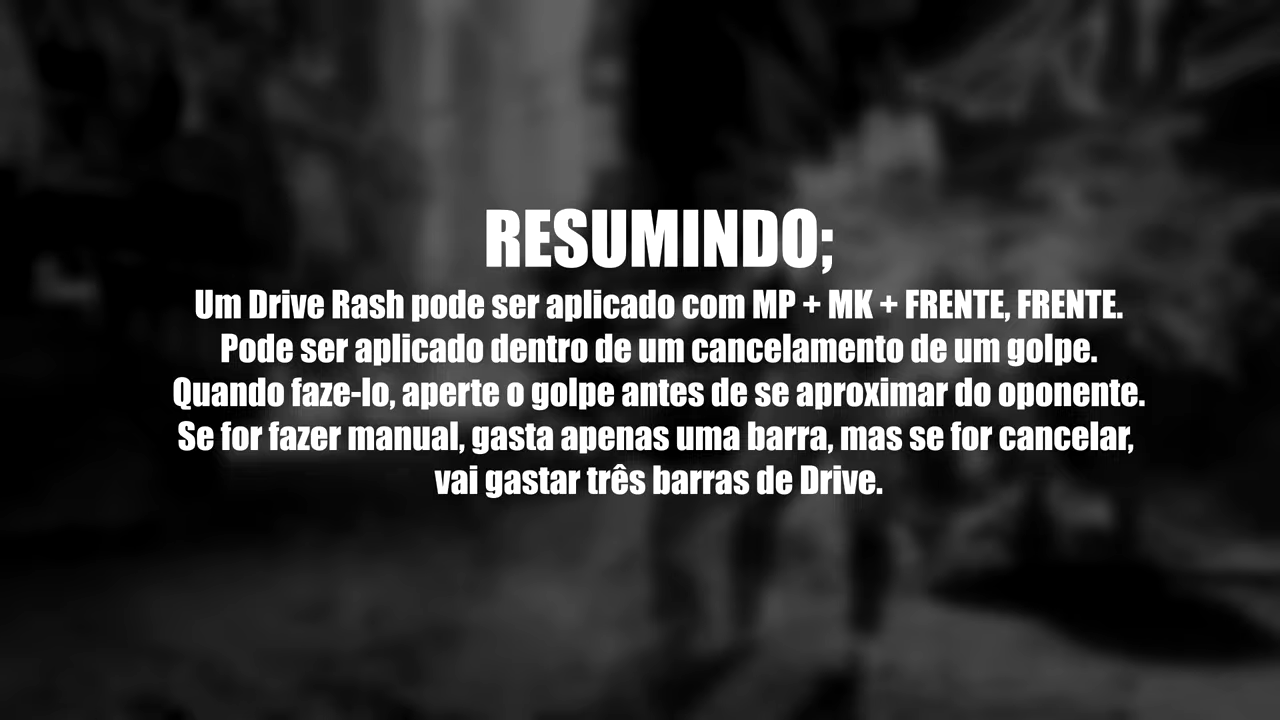 RESUMINDO;
Um Drive Rash pode ser aplicado com MP + MK + FRENTE, FRENTE.
Pode ser aplicado dentro de um cancelamento de um golpe.
Quando faze-lo, aperte o golpe antes de se aproximar do oponente.
Se for fazer manual, gasta apenas uma barra, mas se for cancelar,
vai gastar três barras de Drive.